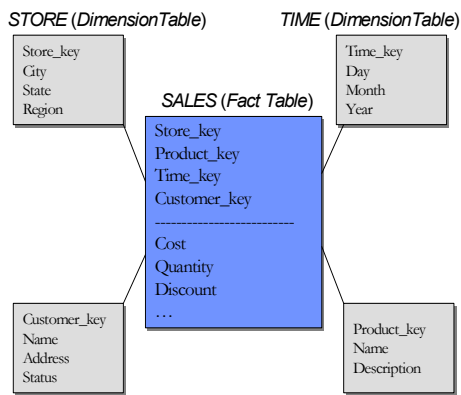 STORE (DimensionTable)
Store_key
City
State
Region
TIME (DimensionTable)
Time_key
Day
Month
Year
SALES (Fact Table)
Store_key
Product_key
Time_key
Customer_key
---------------------------
Cost
Quantity
Discount
…
Customer_key
Name
Address
Status
Product_key
Name
Description